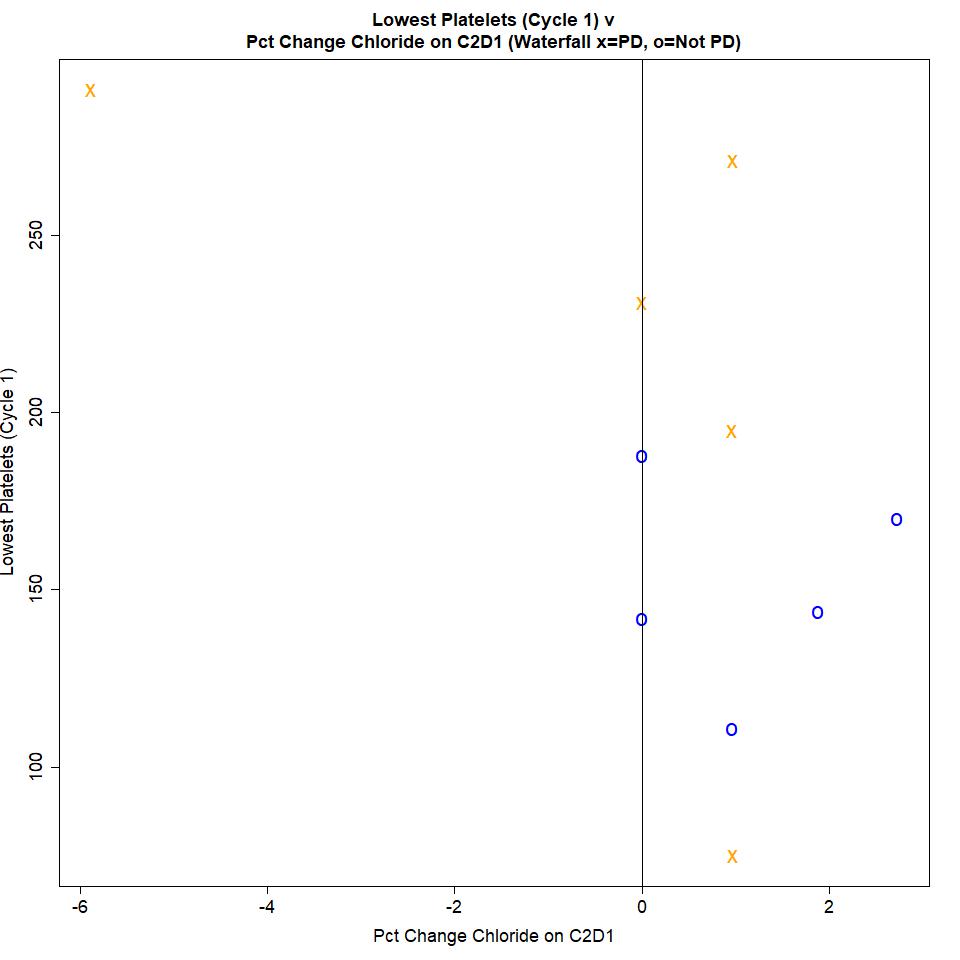 Lowest Platelets (Cycle 1) v
Pct Change Chloride on C2D1 (Waterfall x=PD, o=Not PD)
Lowest Platelets (Cycle 1)
250
200
150
100
X
X
X
X
O
O
O
O
O
X
-6
-4
-2
0
2
Pct Change Chloride on C2D1